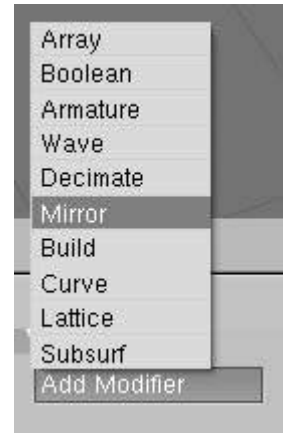 Array
Boolean
Armature
Wave
Decimate
Mirror
Build
Curve
Lattice
Subsurf
Add Modifier